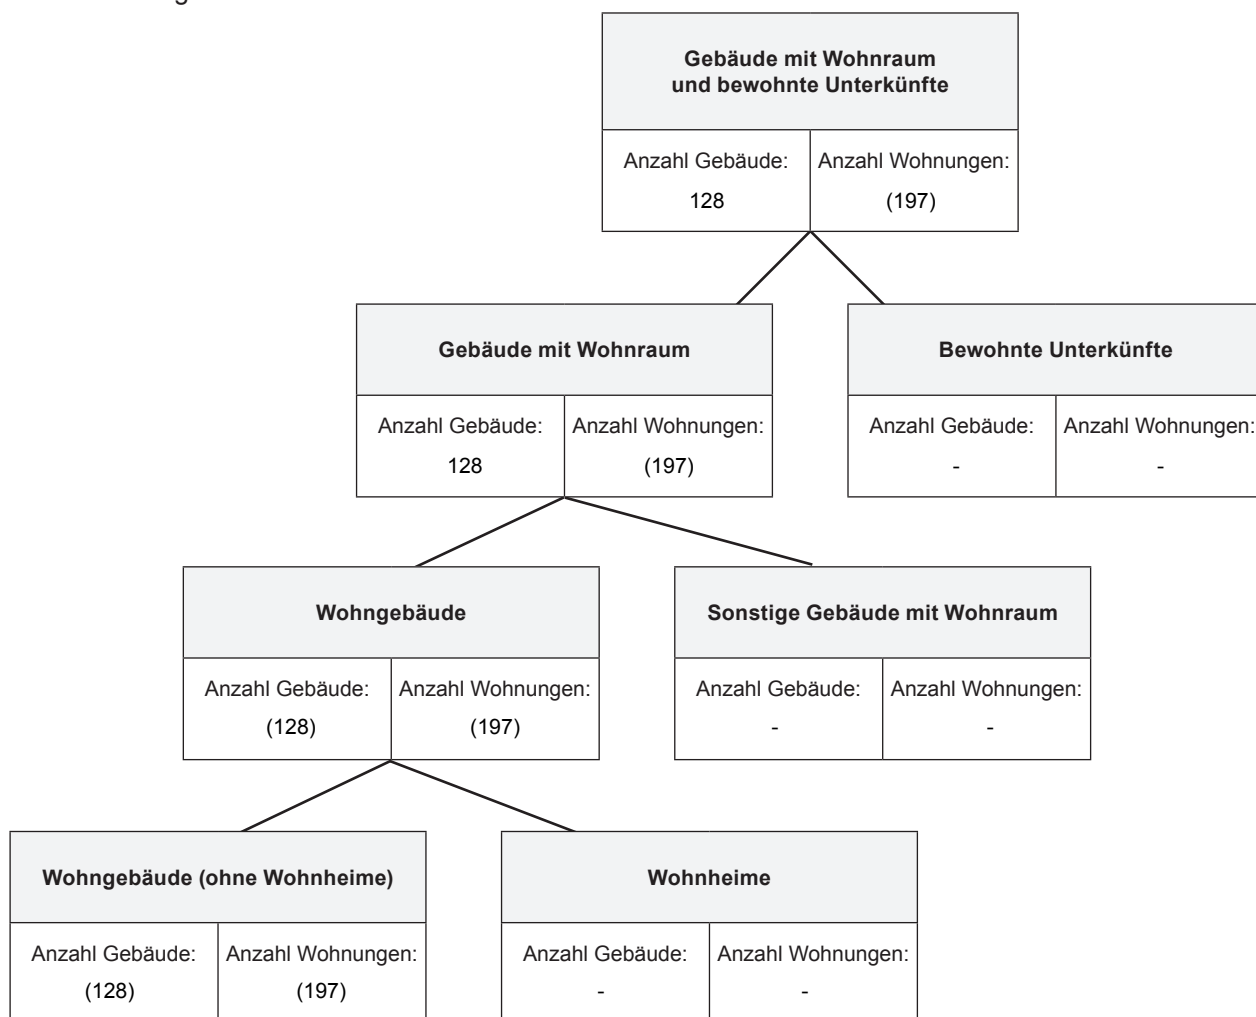 Gebäude mit Wohnraum
und bewohnte Unterkünfte
Anzahl Gebäude: Anzahl Wohnungen:
128 (197)
Gebäude mit Wohnraum Bewohnte Unterkünfte
Anzahl Gebäude: Anzahl Wohnungen: Anzahl Gebäude: Anzahl Wohnungen:
128 (197) - -
Wohngebäude Sonstige Gebäude mit Wohnraum
Anzahl Gebäude: Anzahl Wohnungen: Anzahl Gebäude: Anzahl Wohnungen:
(128) (197) - -
Wohngebäude (ohne Wohnheime) Wohnheime
Anzahl Gebäude: Anzahl Wohnungen: Anzahl Gebäude: Anzahl Wohnungen:
(128) (197) - -